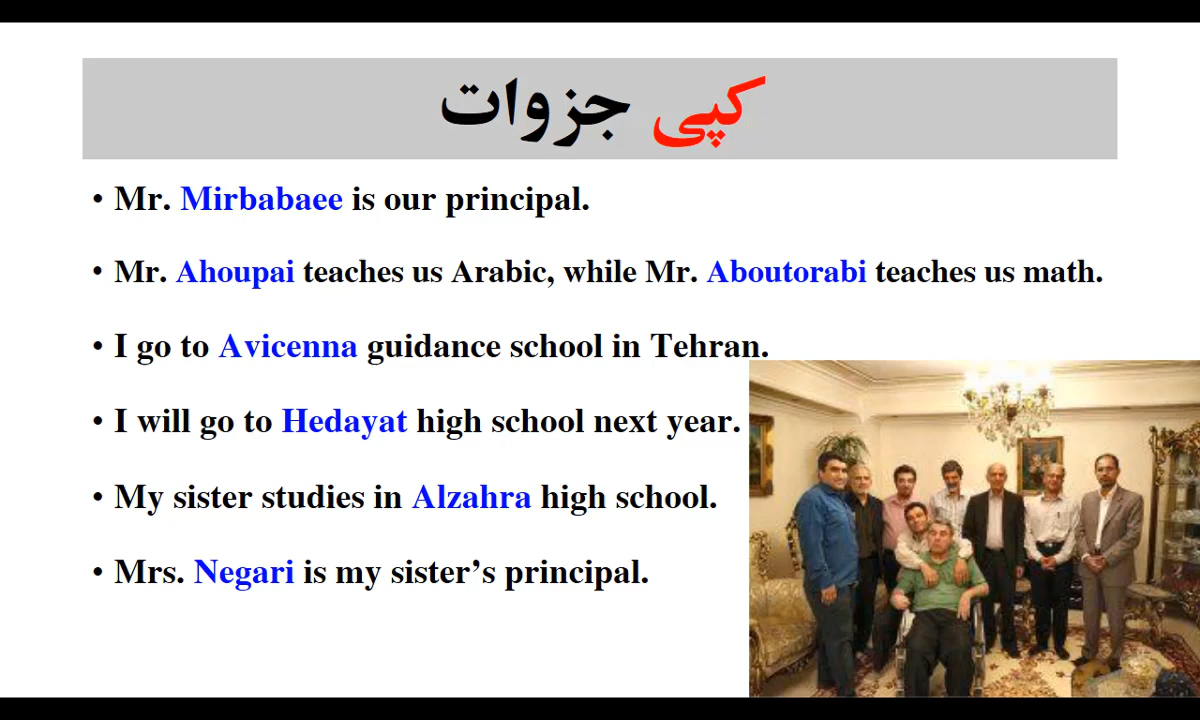 کپی جزوات
• Mr. Mirbabaee is our principal.
• Mr. Ahoupai teaches us Arabic, while Mr. Aboutorabi teaches us math.
• I go to Avicenna guidance school in Tehran.
• I will go to Hedayat high school next year.
• My sister studies in Alzahra high school.
• Mrs. Negari is my sister’s principal.